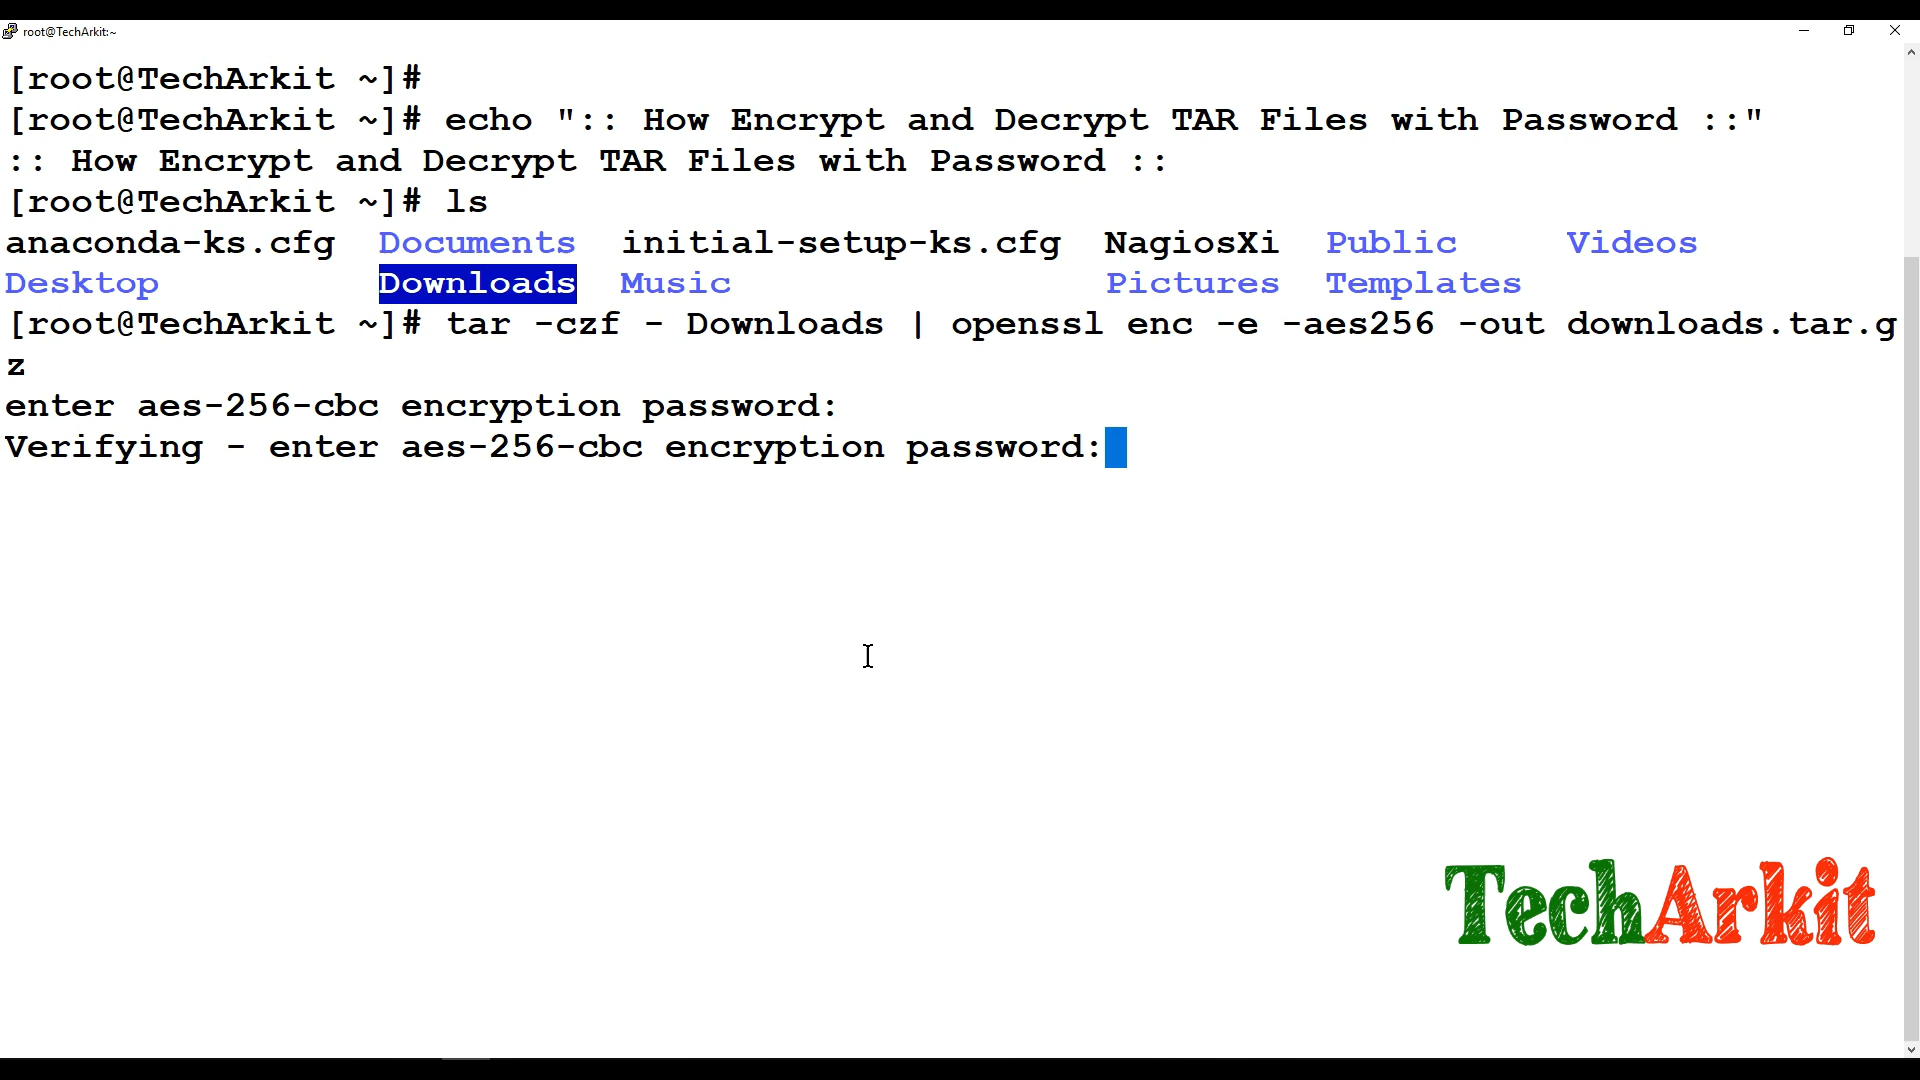 root@TechArkit:~
[root@TechArkit ~]#
[root@TechArkit ~]# echo ":: How Encrypt and Decrypt TAR Files with Password ::"
:: How Encrypt and Decrypt TAR Files with Password ::
[root@TechArkit ~]# ls
anaconda-ks.cfg  Documents  initial-setup-ks.cfg  NagiosXi  Public     Videos
Desktop          Downloads  Music                 Pictures  Templates
[root@TechArkit ~]# tar -czf - Downloads | openssl enc -e -aes256 -out downloads.tar.g
z
enter aes-256-cbc encryption password:
Verifying - enter aes-256-cbc encryption password:
TechArkit